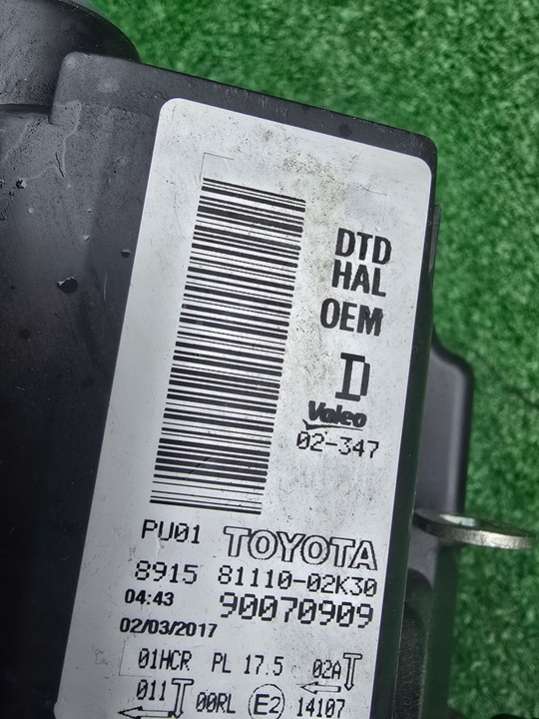 DTD
HAL
OEM
D
Valeo
02-347
PU01 TOYOTA
8915 81110-02K30
04:43 90070909
02/03/2017
01HCR PL 17.5 02A
011 00RL E2 14107